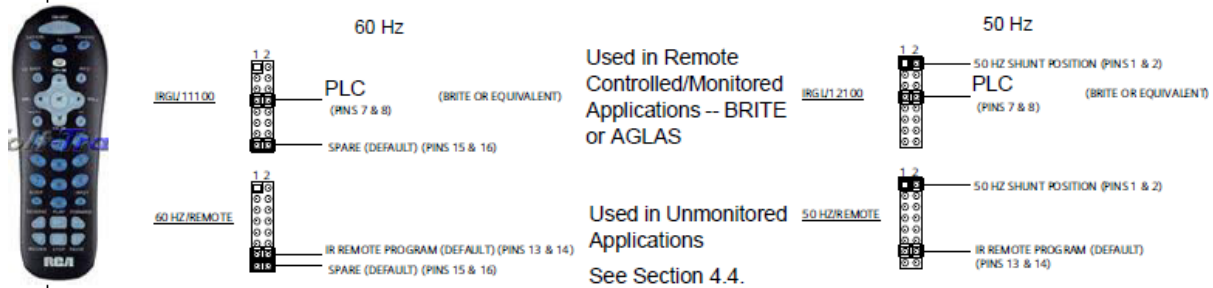 60 Hz
1 2
IRGL/11100
PLC
(PINS 7 & 8)
(BRITE OR EQUIVALENT)
SPARE (DEFAULT) (PINS 15 & 16)
1 2
60 HZ/REMOTE
IR REMOTE PROGRAM (DEFAULT) (PINS 13 & 14)
SPARE (DEFAULT) (PINS 15 & 16)
Used in Remote
Controlled/Monitored
Applications -- BRITE
or AGLAS
Used in Unmonitored
Applications
See Section 4.4.
50 Hz
1 2
50 HZ SHUNT POSITION (PINS 1 & 2)
IRGL/12100
PLC
(PINS 7 & 8)
(BRITE OR EQUIVALENT)
1 2
50 HZ SHUNT POSITION (PINS 1 & 2)
50 HZ/REMOTE
IR REMOTE PROGRAM (DEFAULT)
(PINS 13 & 14)
RCA